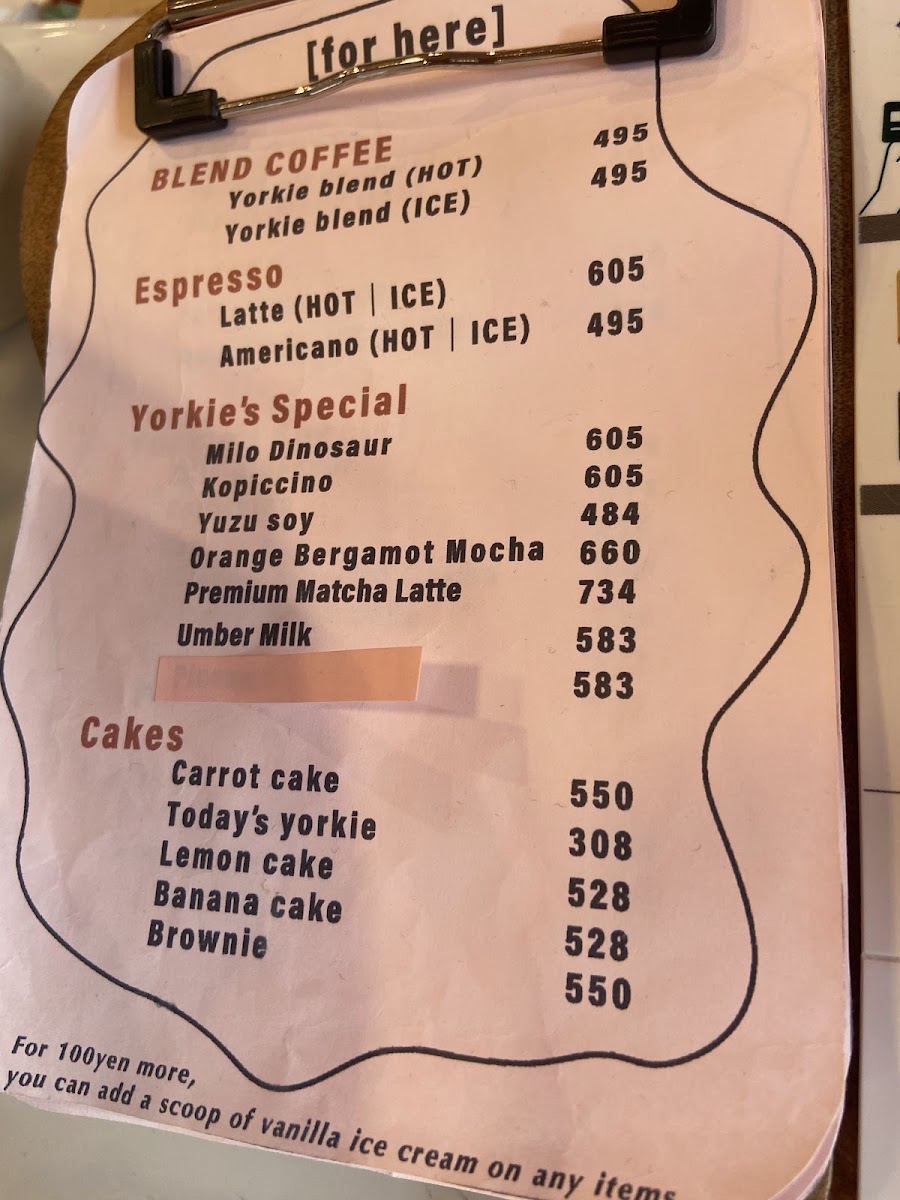 [for here]
BLEND COFFEE
Yorkie blend (HOT) 495
Yorkie blend (ICE) 495
Espresso
Latte (HOT | ICE) 605
Americano (HOT | ICE) 495
Yorkie's Special
Milo Dinosaur 605
Kopiccino 605
Yuzu soy 484
Orange Bergamot Mocha 660
Premium Matcha Latte 734
Umber Milk 583
583
Cakes
Carrot cake 550
Today's yorkie 308
Lemon cake 528
Banana cake 528
Brownie 550
For 100yen more,
you can add a scoop of vanilla ice cream on any items